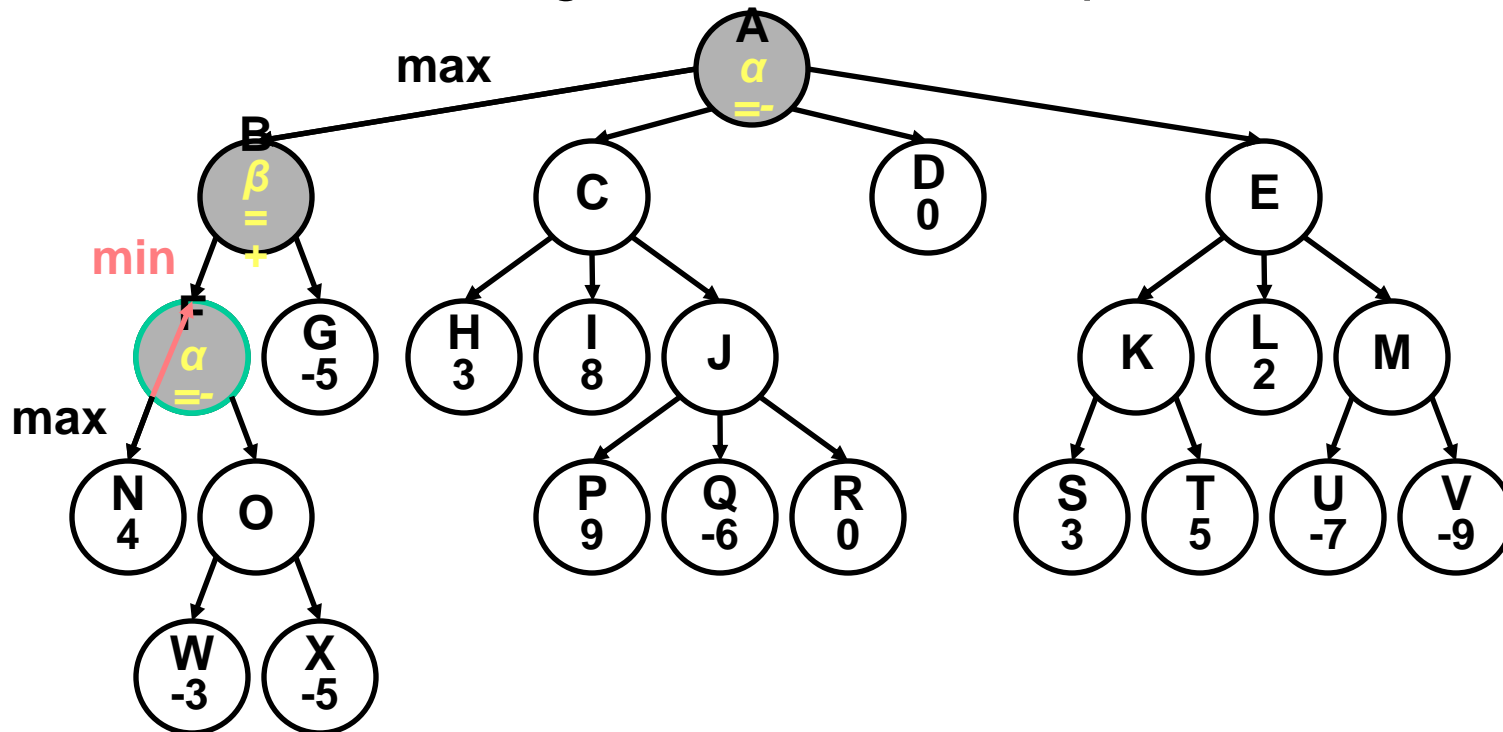 A
α
=-
max
B
β
=
+
C
D
0
E
min
F
α
=-
G
-5
H
3
I
8
J
K
L
2
M
max
N
4
O
P
9
Q
-6
R
0
S
3
T
5
U
-7
V
-9
W
-3
X
-5